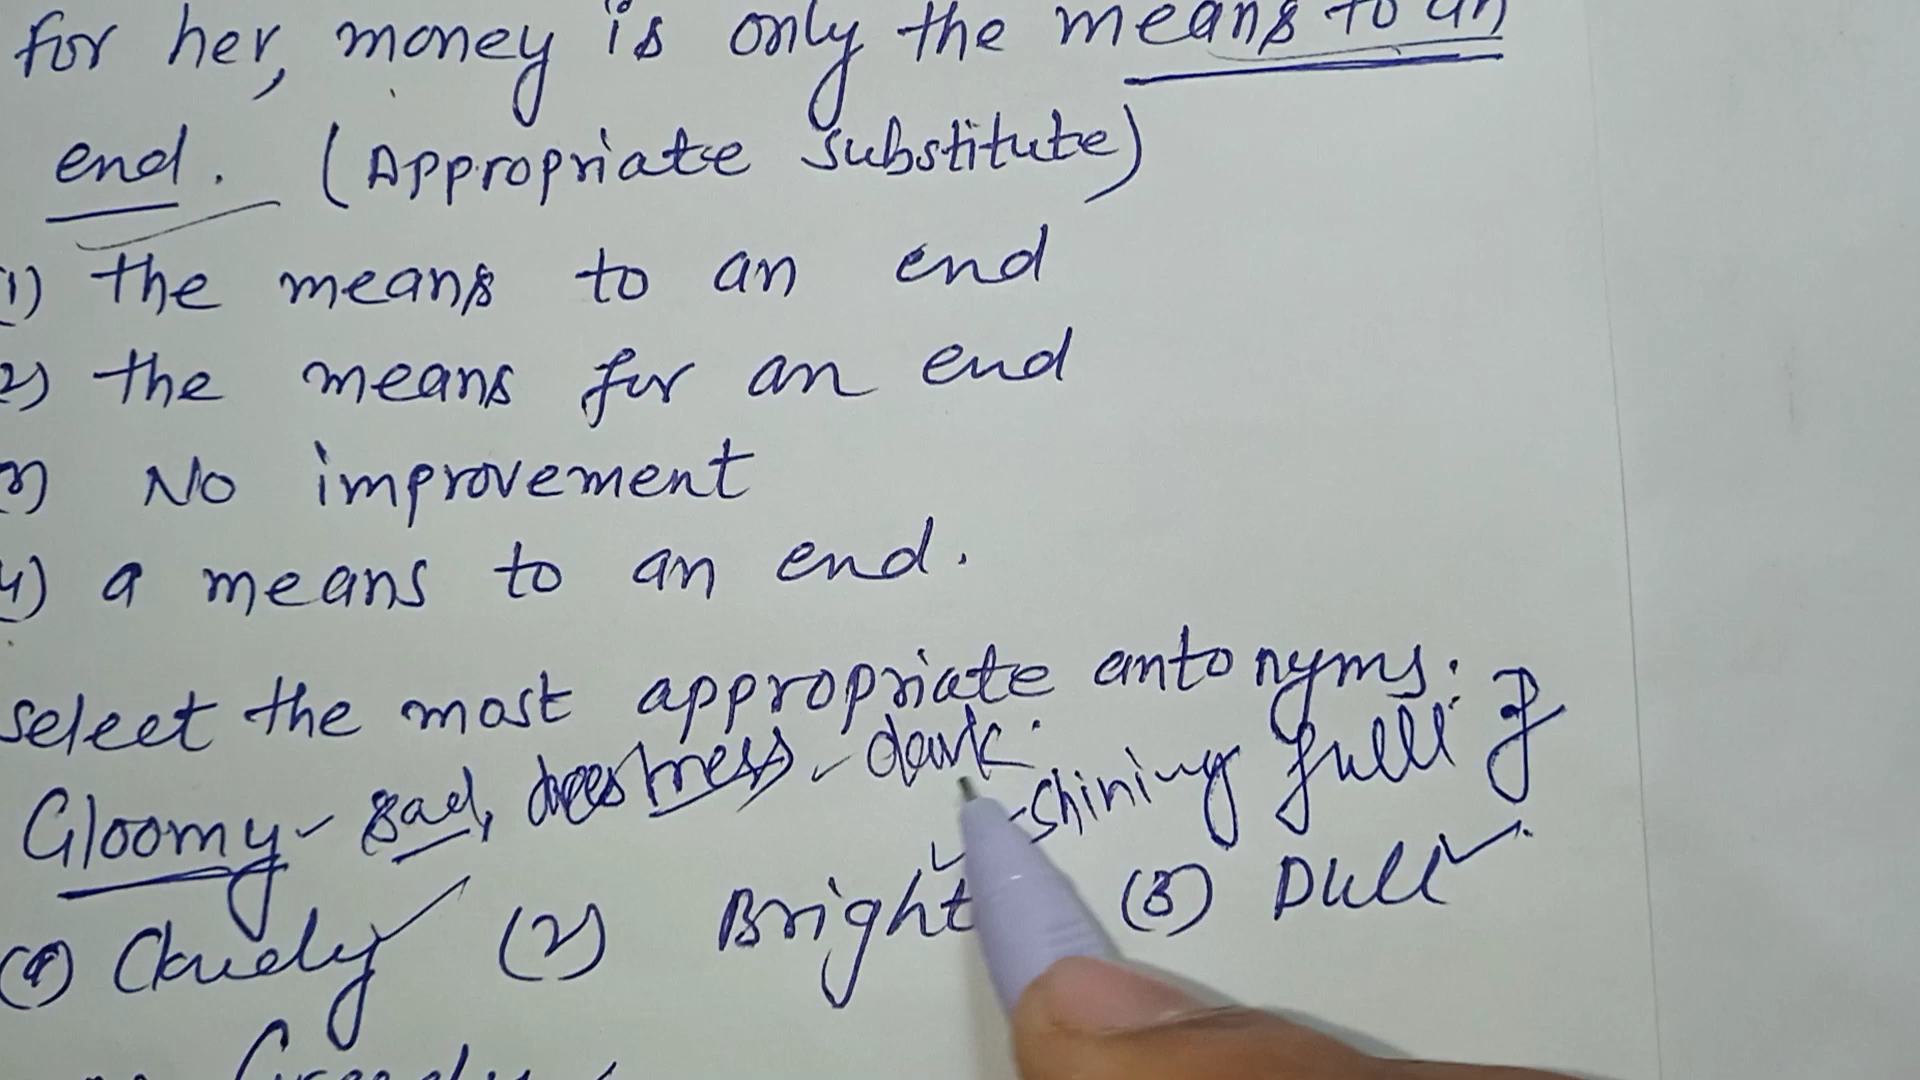 for her, money is only the means to an
end. (Appropriate substitute)
1) the means to an end
2) the means for an end
3) No improvement
4) a means to an end.
select the most appropriate antonyms.
Gloomy - sad, - dark. - shining full of
(1) Cloudy (2) Bright (3) Dull